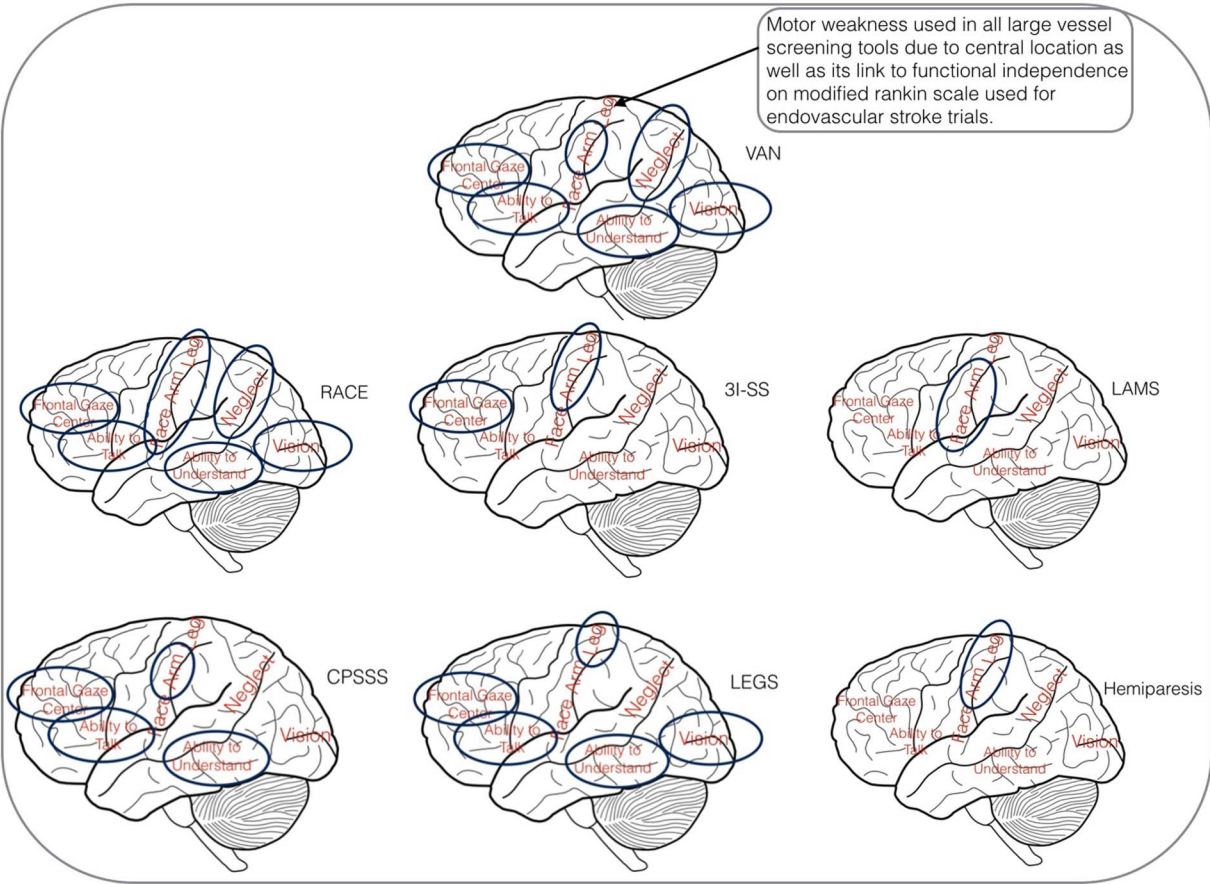 Motor weakness used in all large vessel
screening tools due to central location as
well as its link to functional independence
on modified rankin scale used for
endovascular stroke trials.
VAN
Frontal Gaze
Center
Ability to
Talk
Face Arm Leg
Neglect
Ability to
Understand
Vision
RACE
Frontal Gaze
Center
Ability to
Talk
Face Arm Leg
Neglect
Ability to
Understand
Vision
3I-SS
Frontal Gaze
Center
Ability to
Talk
Face Arm Leg
Neglect
Ability to
Understand
Vision
LAMS
Frontal Gaze
Center
Ability to
Talk
Face Arm Leg
Neglect
Ability to
Understand
Vision
CPSSS
Frontal Gaze
Center
Ability to
Talk
Face Arm Leg
Neglect
Ability to
Understand
Vision
LEGS
Frontal Gaze
Center
Ability to
Talk
Face Arm Leg
Neglect
Ability to
Understand
Vision
Hemiparesis
Frontal Gaze
Center
Ability to
Talk
Face Arm Leg
Neglect
Ability to
Understand
Vision